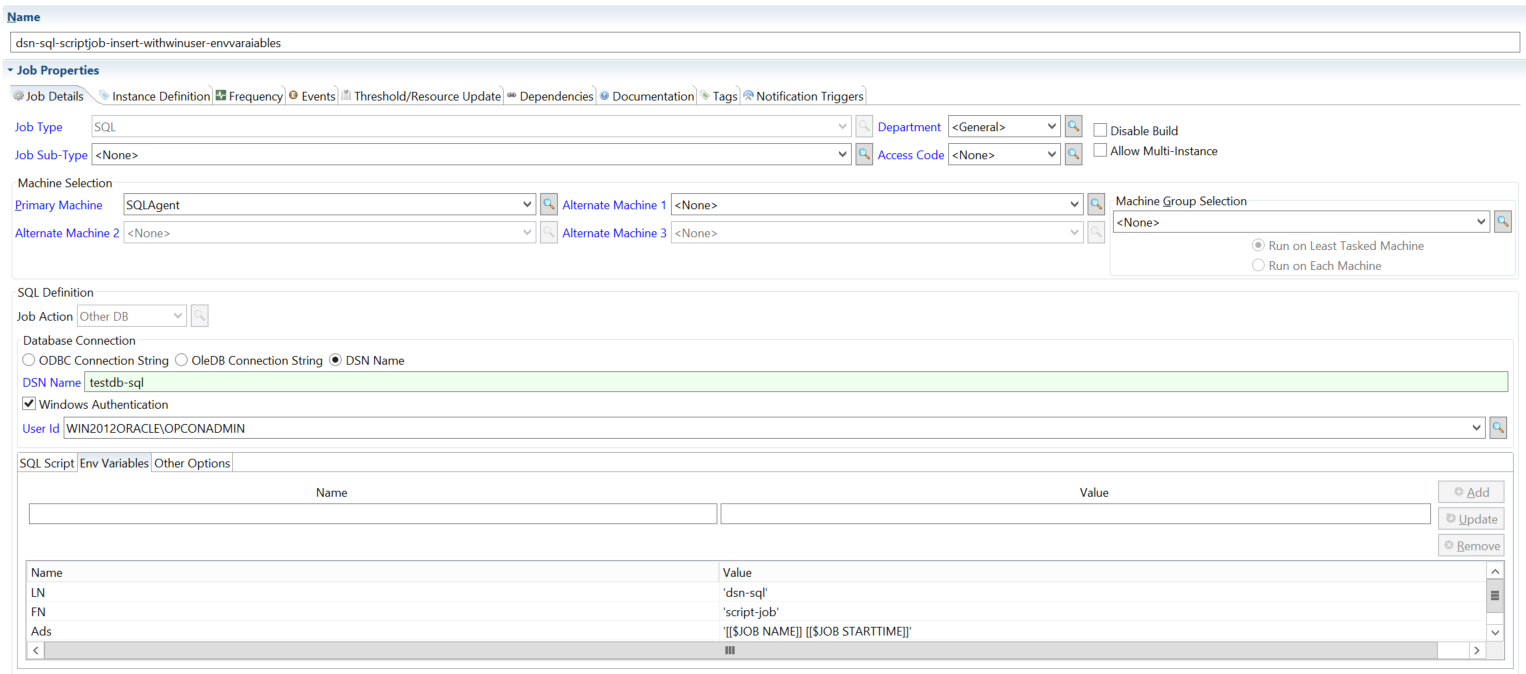 Name
dsn-sql-scriptjob-insert-withwinuser-envvaraiables
Job Properties
Job Details Instance Definition Frequency Events Threshold/Resource Update Dependencies Documentation Tags Notification Triggers
Job Type SQL Department <General> Disable Build
Job Sub-Type <None> Access Code <None> Allow Multi-Instance
Machine Selection
Primary Machine SQLAgent Alternate Machine 1 <None>
Alternate Machine 2 <None> Alternate Machine 3 <None>
Machine Group Selection
<None>
Run on Least Tasked Machine
Run on Each Machine
SQL Definition
Job Action Other DB
Database Connection
ODBC Connection String OleDB Connection String DSN Name
DSN Name testdb-sql
Windows Authentication
User Id WIN2012ORACLE\OPCONADMIN
SQL Script Env Variables Other Options
Name Value Add
Update
Remove
Name Value
LN 'dsn-sql'
FN 'script-job'
Ads '[[$JOB NAME]] [[$JOB STARTTIME]]'